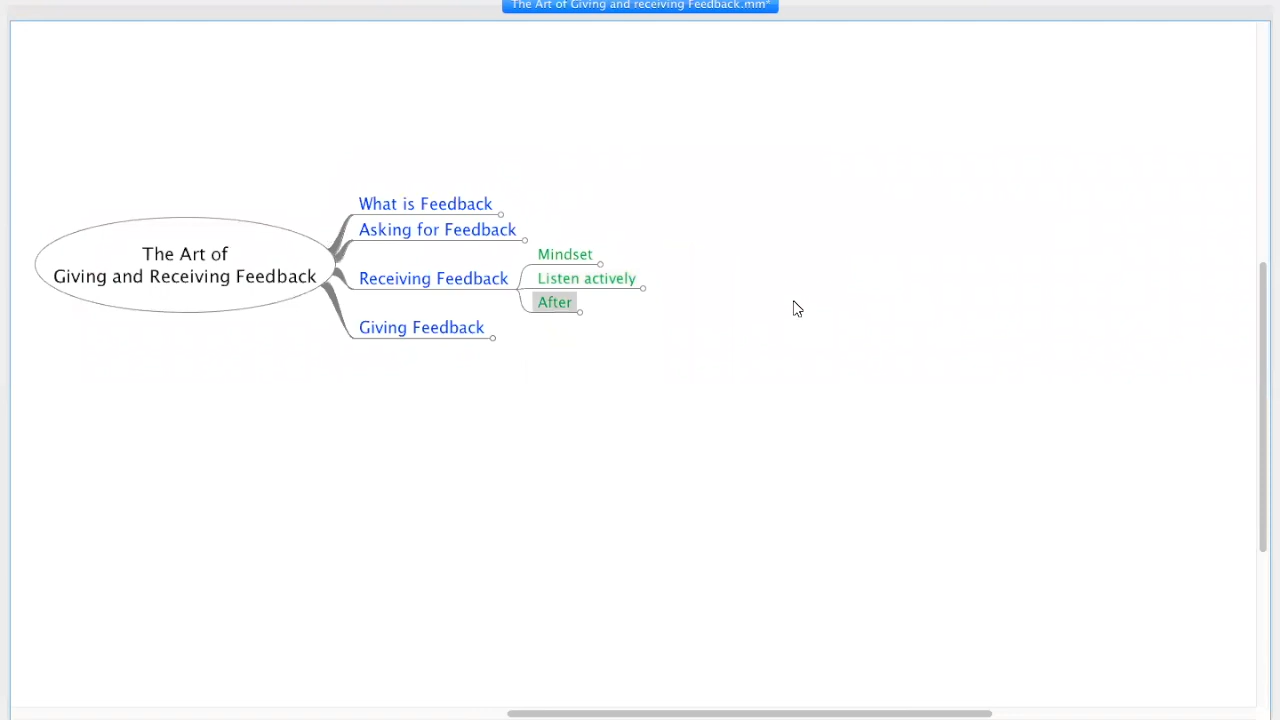 The Art of Giving and receiving Feedback.mm*
What is Feedback
Asking for Feedback
The Art of
Giving and Receiving Feedback
Mindset
Receiving Feedback
Listen actively
After
Giving Feedback